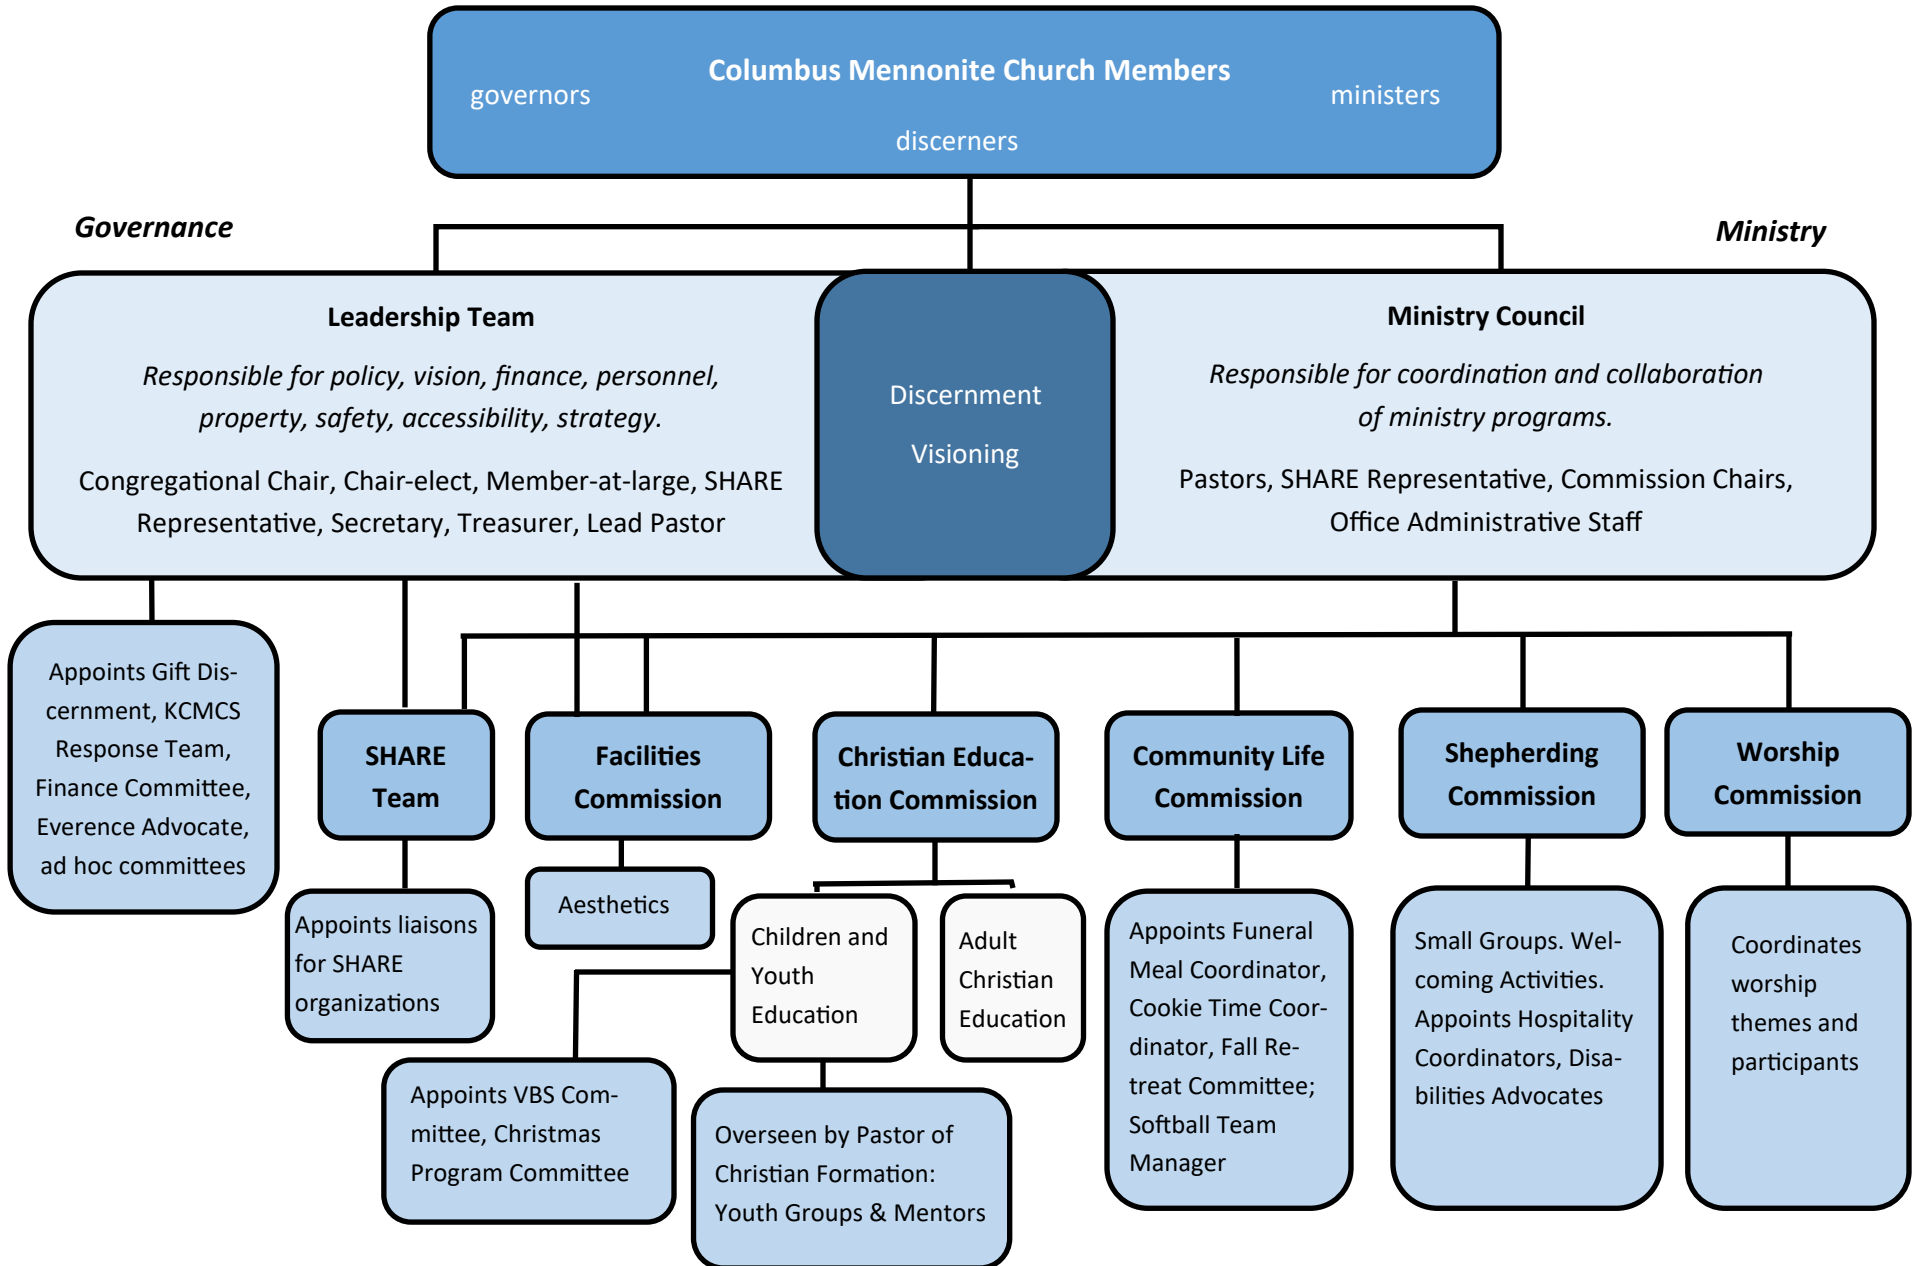 Columbus Mennonite Church Members
governors
ministers
discerners
Governance
Ministry
Leadership Team
Responsible for policy, vision, finance, personnel,
property, safety, accessibility, strategy.
Congregational Chair, Chair-elect, Member-at-large, SHARE
Representative, Secretary, Treasurer, Lead Pastor
Discernment
Visioning
Ministry Council
Responsible for coordination and collaboration
of ministry programs.
Pastors, SHARE Representative, Commission Chairs,
Office Administrative Staff
Appoints Gift Dis-
cernment, KCMCS
Response Team,
Finance Committee,
Everence Advocate,
ad hoc committees
SHARE
Team
Facilities
Commission
Christian Educa-
tion Commission
Community Life
Commission
Shepherding
Commission
Worship
Commission
Appoints liaisons
for SHARE
organizations
Aesthetics
Children and
Youth
Education
Adult
Christian
Education
Appoints Funeral
Meal Coordinator,
Cookie Time Coor-
dinator, Fall Re-
treat Committee;
Softball Team
Manager
Small Groups. Wel-
coming Activities.
Appoints Hospitality
Coordinators, Disa-
bilities Advocates
Coordinates
worship
themes and
participants
Appoints VBS Com-
mittee, Christmas
Program Committee
Overseen by Pastor of
Christian Formation:
Youth Groups & Mentors